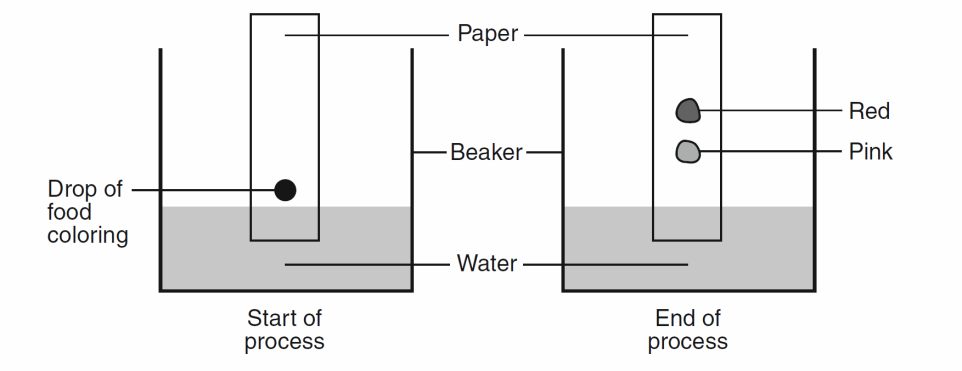 Paper
Red
Beaker
Pink
Drop of
food
coloring
Water
Start of
process
End of
process